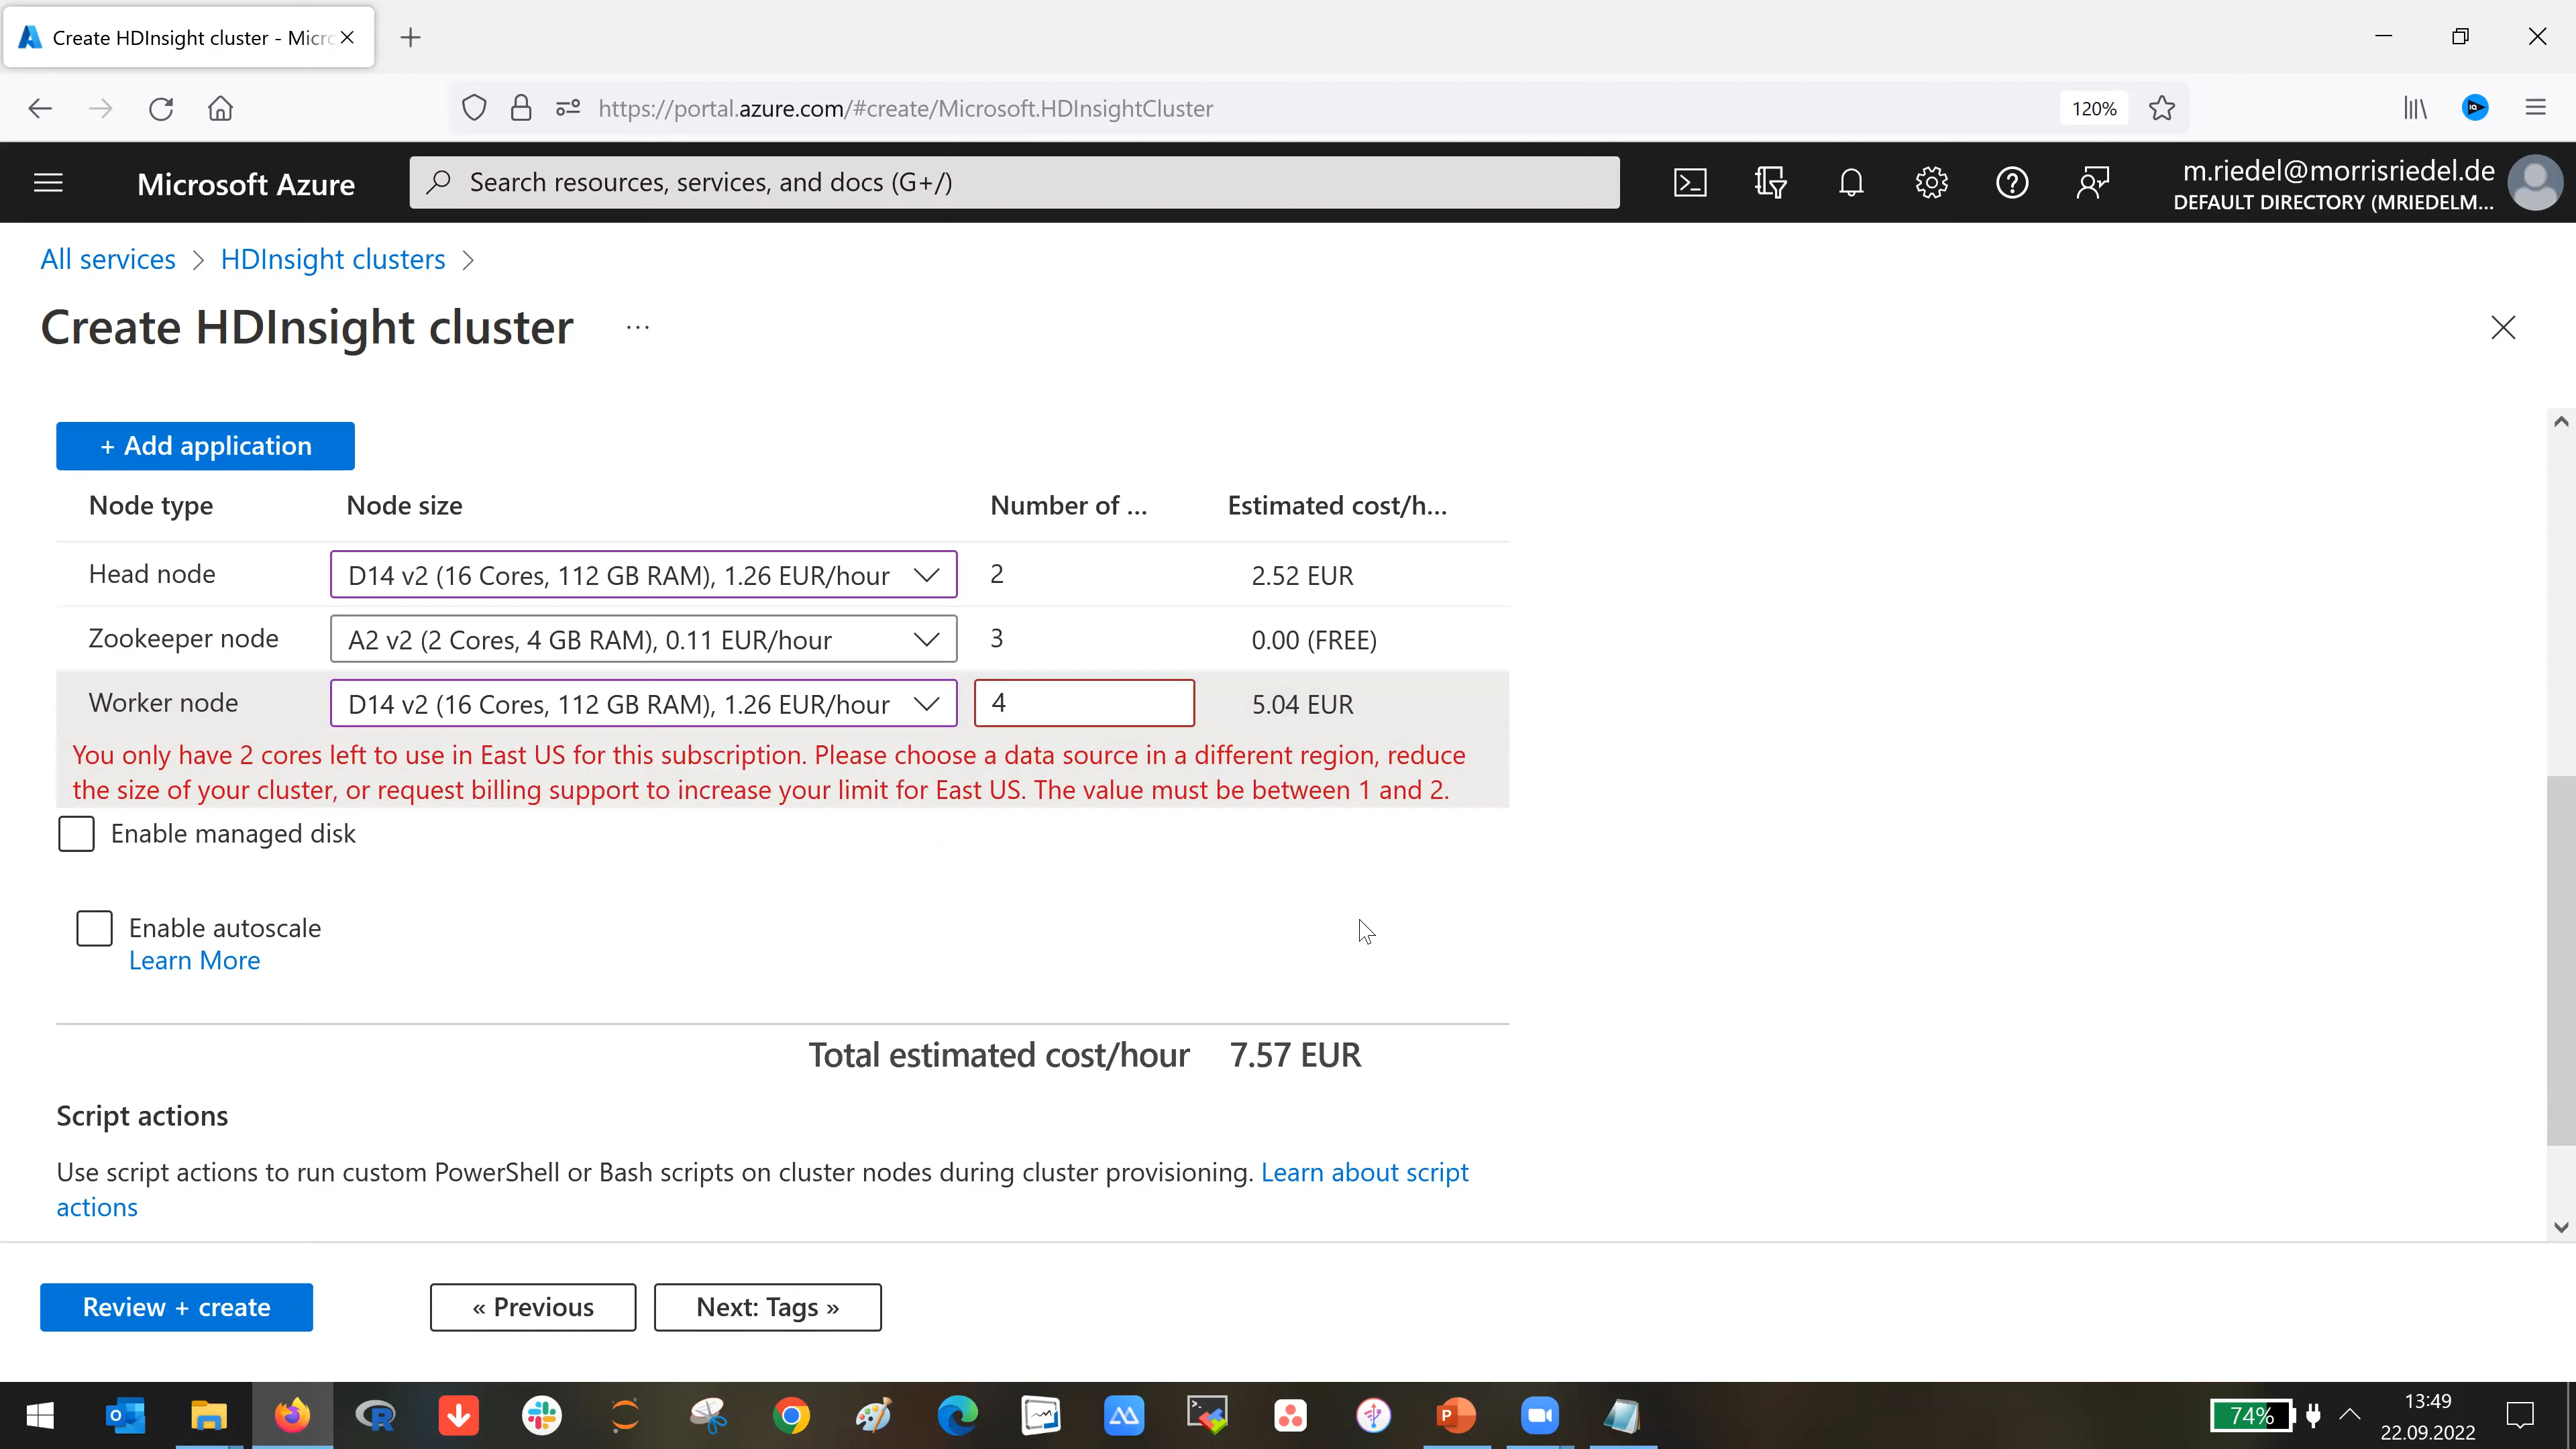 Create HDInsight cluster - Micr
https://portal.azure.com/#create/Microsoft.HDInsightCluster
120%
Microsoft Azure
Search resources, services, and docs (G+/)
m.riedel@morrisriedel.de
DEFAULT DIRECTORY (MRIEDELM...
All services > HDInsight clusters >
Create HDInsight cluster ...
+ Add application
Node type Node size Number of ... Estimated cost/h...
Head node D14 v2 (16 Cores, 112 GB RAM), 1.26 EUR/hour 2 2.52 EUR
Zookeeper node A2 v2 (2 Cores, 4 GB RAM), 0.11 EUR/hour 3 0.00 (FREE)
Worker node D14 v2 (16 Cores, 112 GB RAM), 1.26 EUR/hour 4 5.04 EUR
You only have 2 cores left to use in East US for this subscription. Please choose a data source in a different region, reduce
the size of your cluster, or request billing support to increase your limit for East US. The value must be between 1 and 2.
Enable managed disk
Enable autoscale
Learn More
Total estimated cost/hour 7.57 EUR
Script actions
Use script actions to run custom PowerShell or Bash scripts on cluster nodes during cluster provisioning. Learn about script
actions
Review + create « Previous Next: Tags »
74%
13:49
22.09.2022